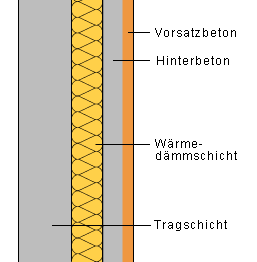 Vorsatzbeton
Hinterbeton
Wärme-
dämmschicht
Tragschicht